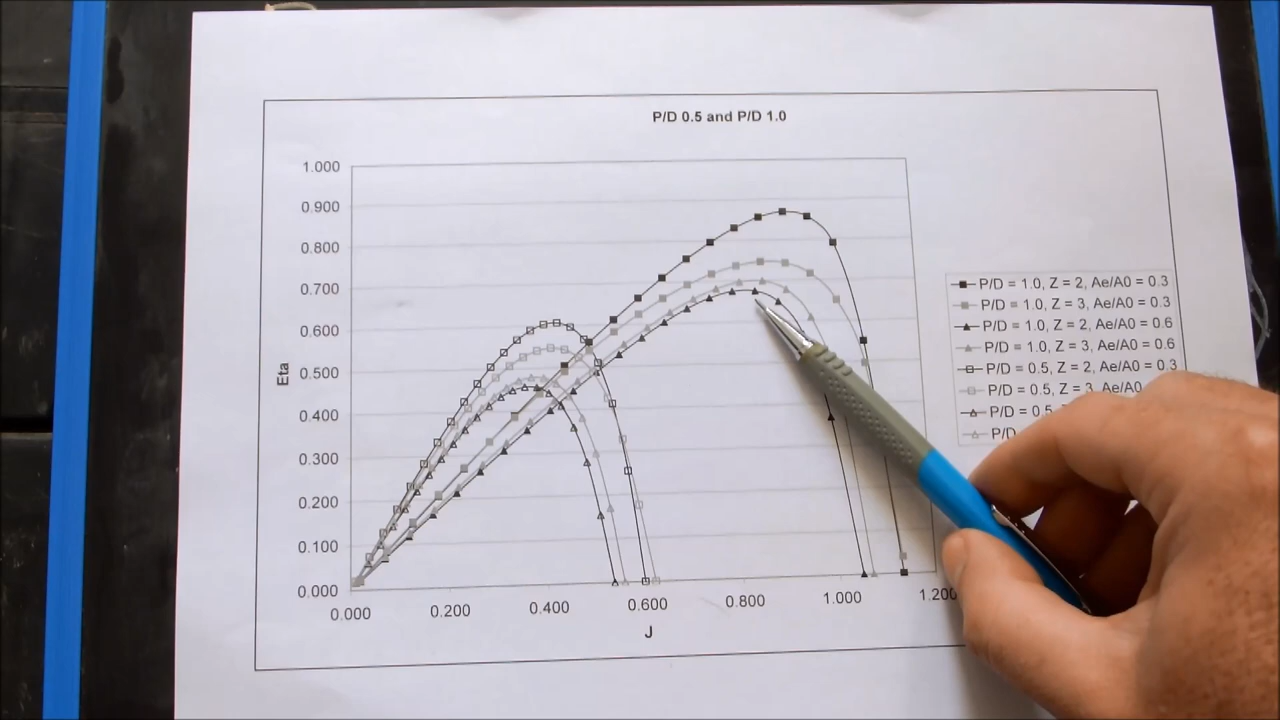 P/D 0.5 and P/D 1.0
1.000
0.900
0.800
0.700
0.600
0.500
0.400
0.300
0.200
0.100
0.000
Eta
0.000 0.200 0.400 0.600 0.800 1.000 1.200
J
P/D = 1.0, Z = 2, Ae/A0 = 0.3
P/D = 1.0, Z = 3, Ae/A0 = 0.3
P/D = 1.0, Z = 2, Ae/A0 = 0.6
P/D = 1.0, Z = 3, Ae/A0 = 0.6
P/D = 0.5, Z = 2, Ae/A0 = 0.3
P/D = 0.5, Z = 3, Ae/A0
P/D = 0.5,
P/D